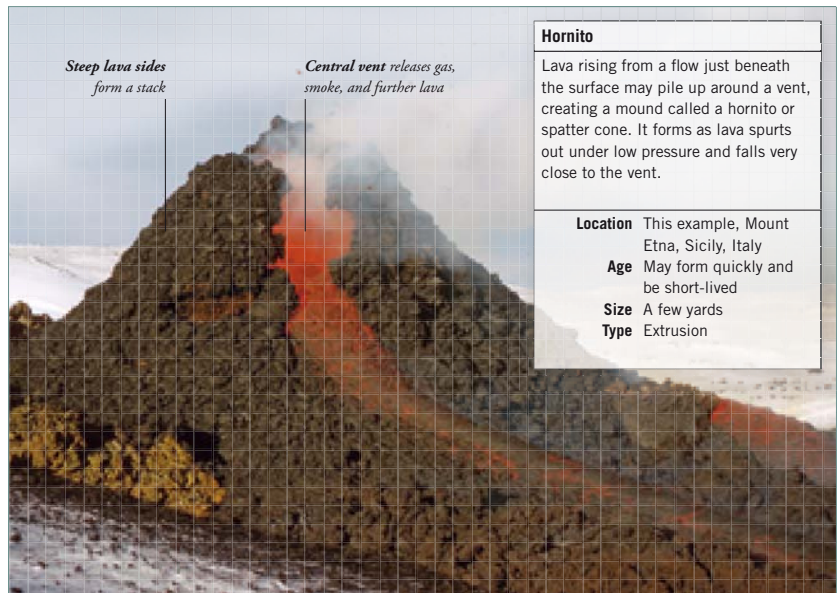 Steep lava sides
form a stack
Central vent releases gas,
smoke, and further lava
Hornito
Lava rising from a flow just beneath
the surface may pile up around a vent,
creating a mound called a hornito or
spatter cone. It forms as lava spurts
out under low pressure and falls very
close to the vent.
Location This example, Mount
Etna, Sicily, Italy
Age May form quickly and
be short-lived
Size A few yards
Type Extrusion